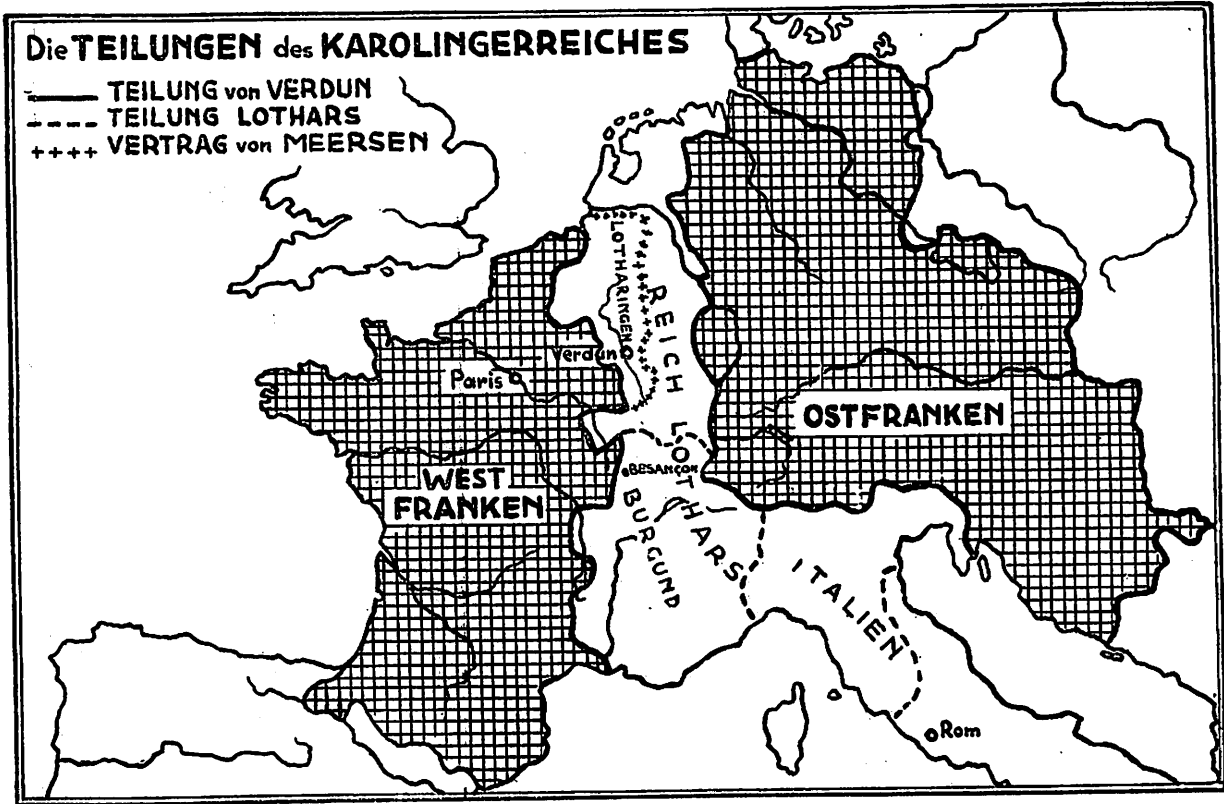 Die TEILUNGEN des KAROLINGERREICHES
TEILUNG von VERDUN
TEILUNG LOTHARS
VERTRAG von MEERSEN
LOTHARINGEN
REICH LOTHARS
Verdun
Paris
OSTFRANKEN
WEST
FRANKEN
BESANÇON
BURGUND
ITALIEN
Rom